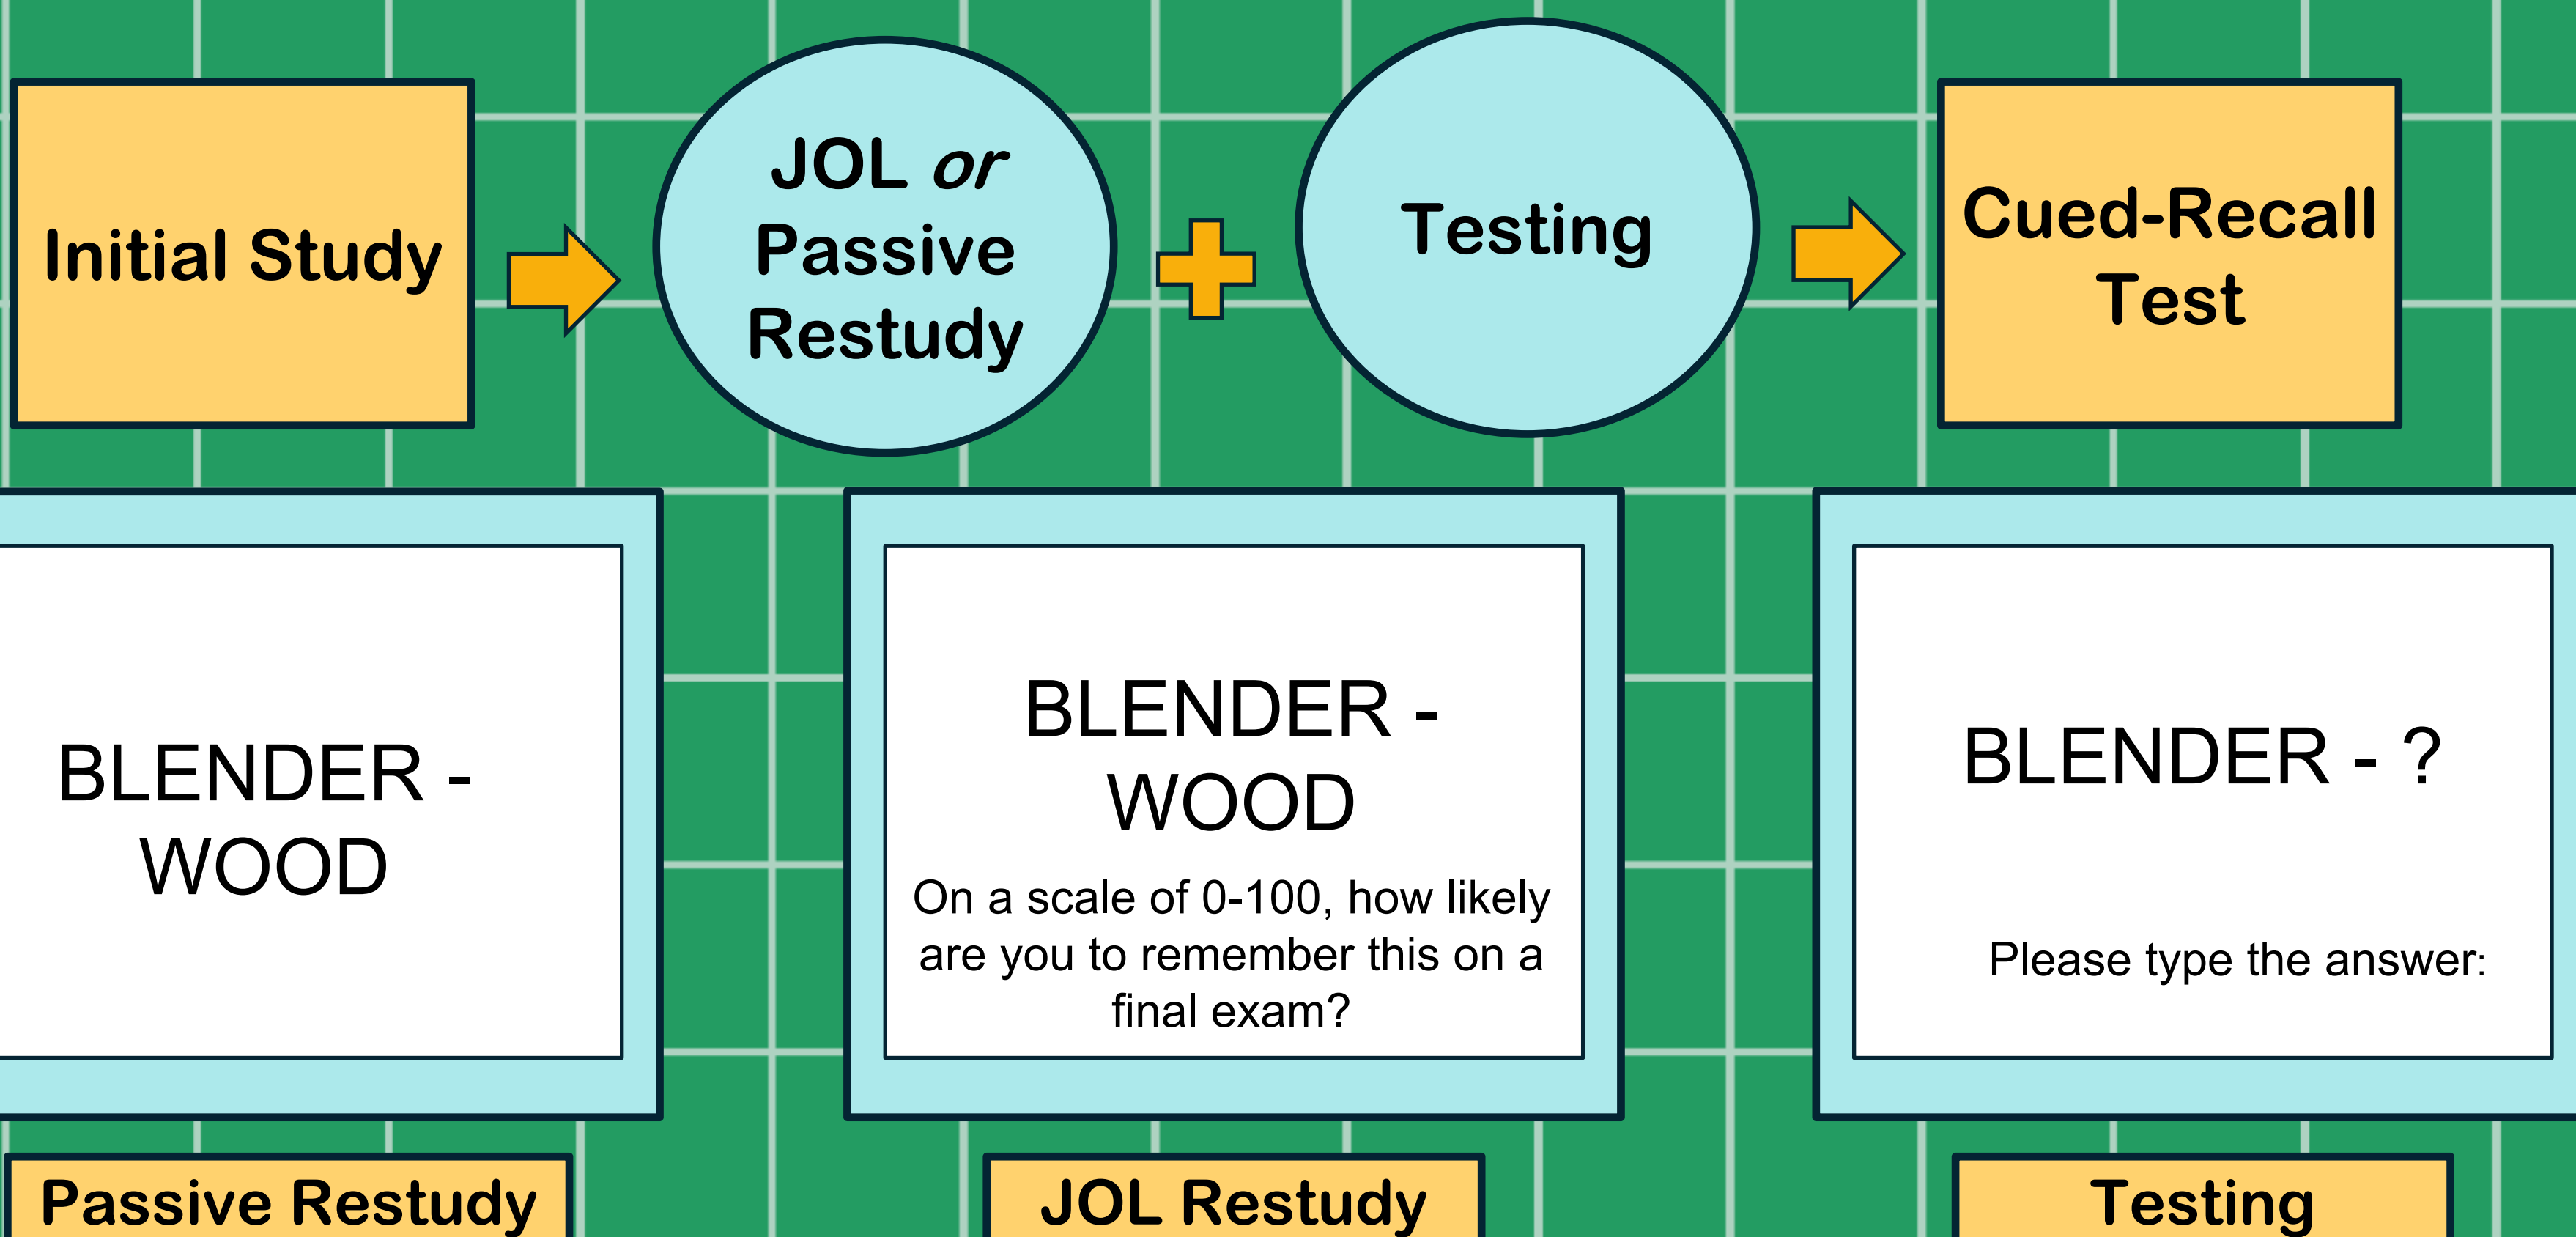 Initial Study
JOL or
Passive
Restudy
Testing
Cued-Recall
Test
BLENDER -
WOOD
BLENDER -
WOOD
On a scale of 0-100, how likely
are you to remember this on a
final exam?
BLENDER - ?
Please type the answer:
Passive Restudy
JOL Restudy
Testing